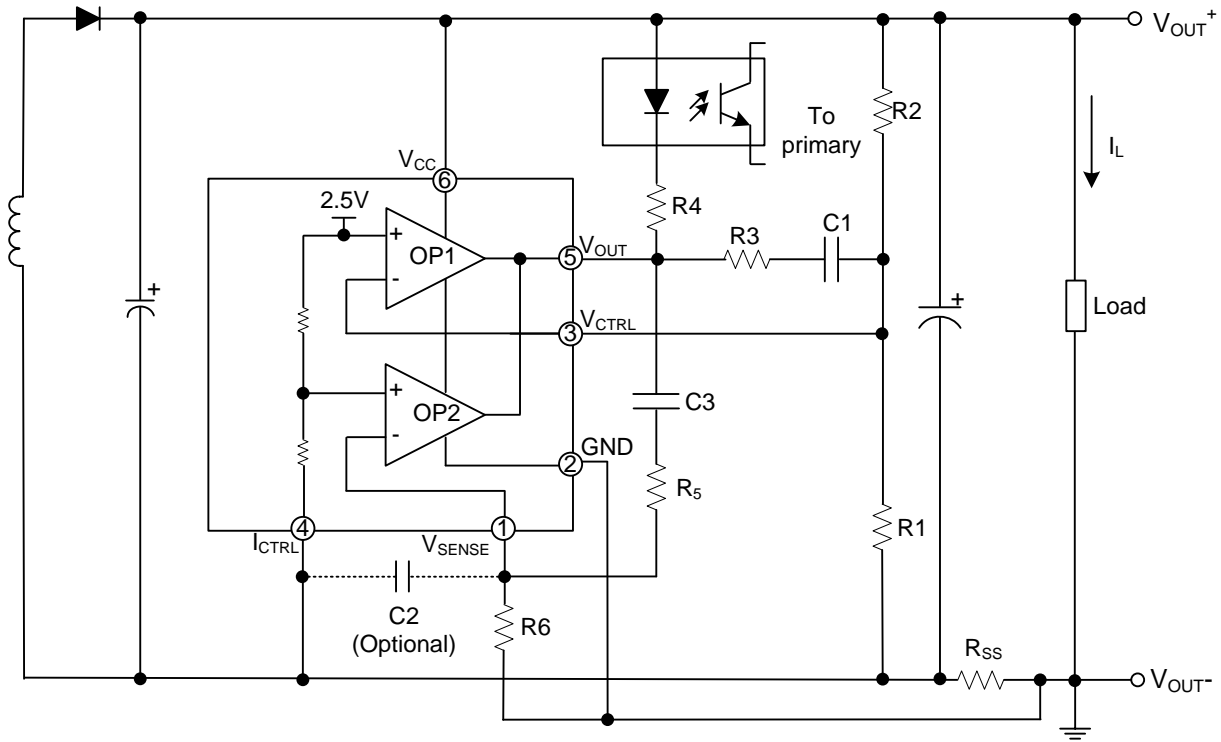 V_OUT^+
To
primary
R2
I_L
V_CC
6
2.5V
R4
+
OP1
-
5
V_OUT
R3
C1
3
V_CTRL
+
Load
+
OP2
-
C3
GND
2
R_5
4
1
I_CTRL
V_SENSE
R1
C2
(Optional)
R6
R_SS
V_OUT-
+